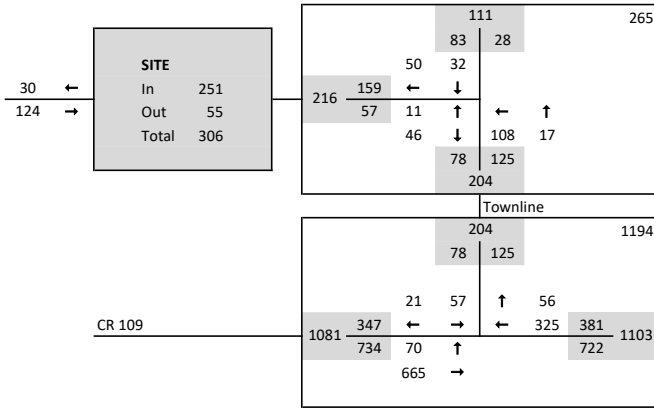 111 265
83 28
SITE 50 32
30 ← In 251 159 ← ↓
216
124 → Out 55 57 11 ↑ ← ↑
Total 306 46 ↓ 108 17
78 125
204
Townline
204 1194
78 125
21 57 ↑ 56
CR 109 347 ← → ← 325 381
1081 1103
734 70 ↑ 722
665 →